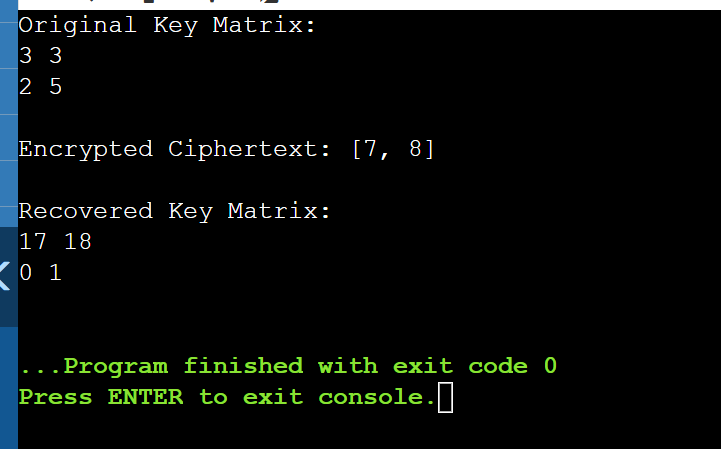 Original Key Matrix:
3 3
2 5
Encrypted Ciphertext: [7, 8]
Recovered Key Matrix:
17 18
0 1
...Program finished with exit code 0
Press ENTER to exit console.